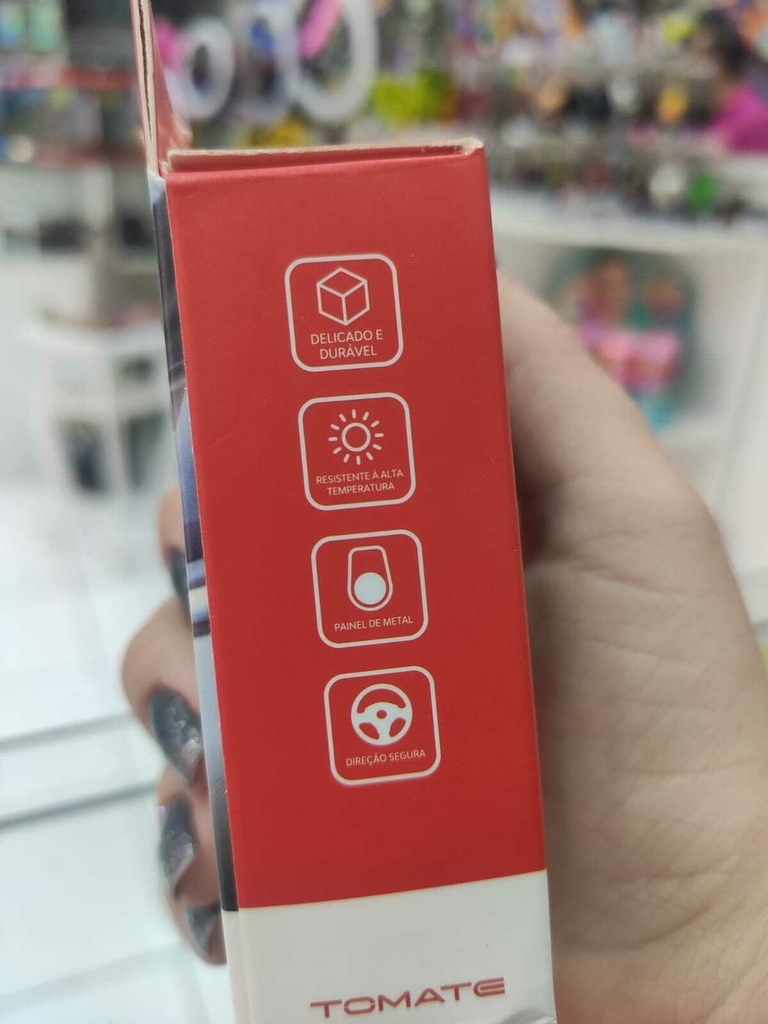 DELICADO E
DURÁVEL
RESISTENTE À ALTA
TEMPERATURA
PAINEL DE METAL
DIREÇÃO SEGURA
TOMATE